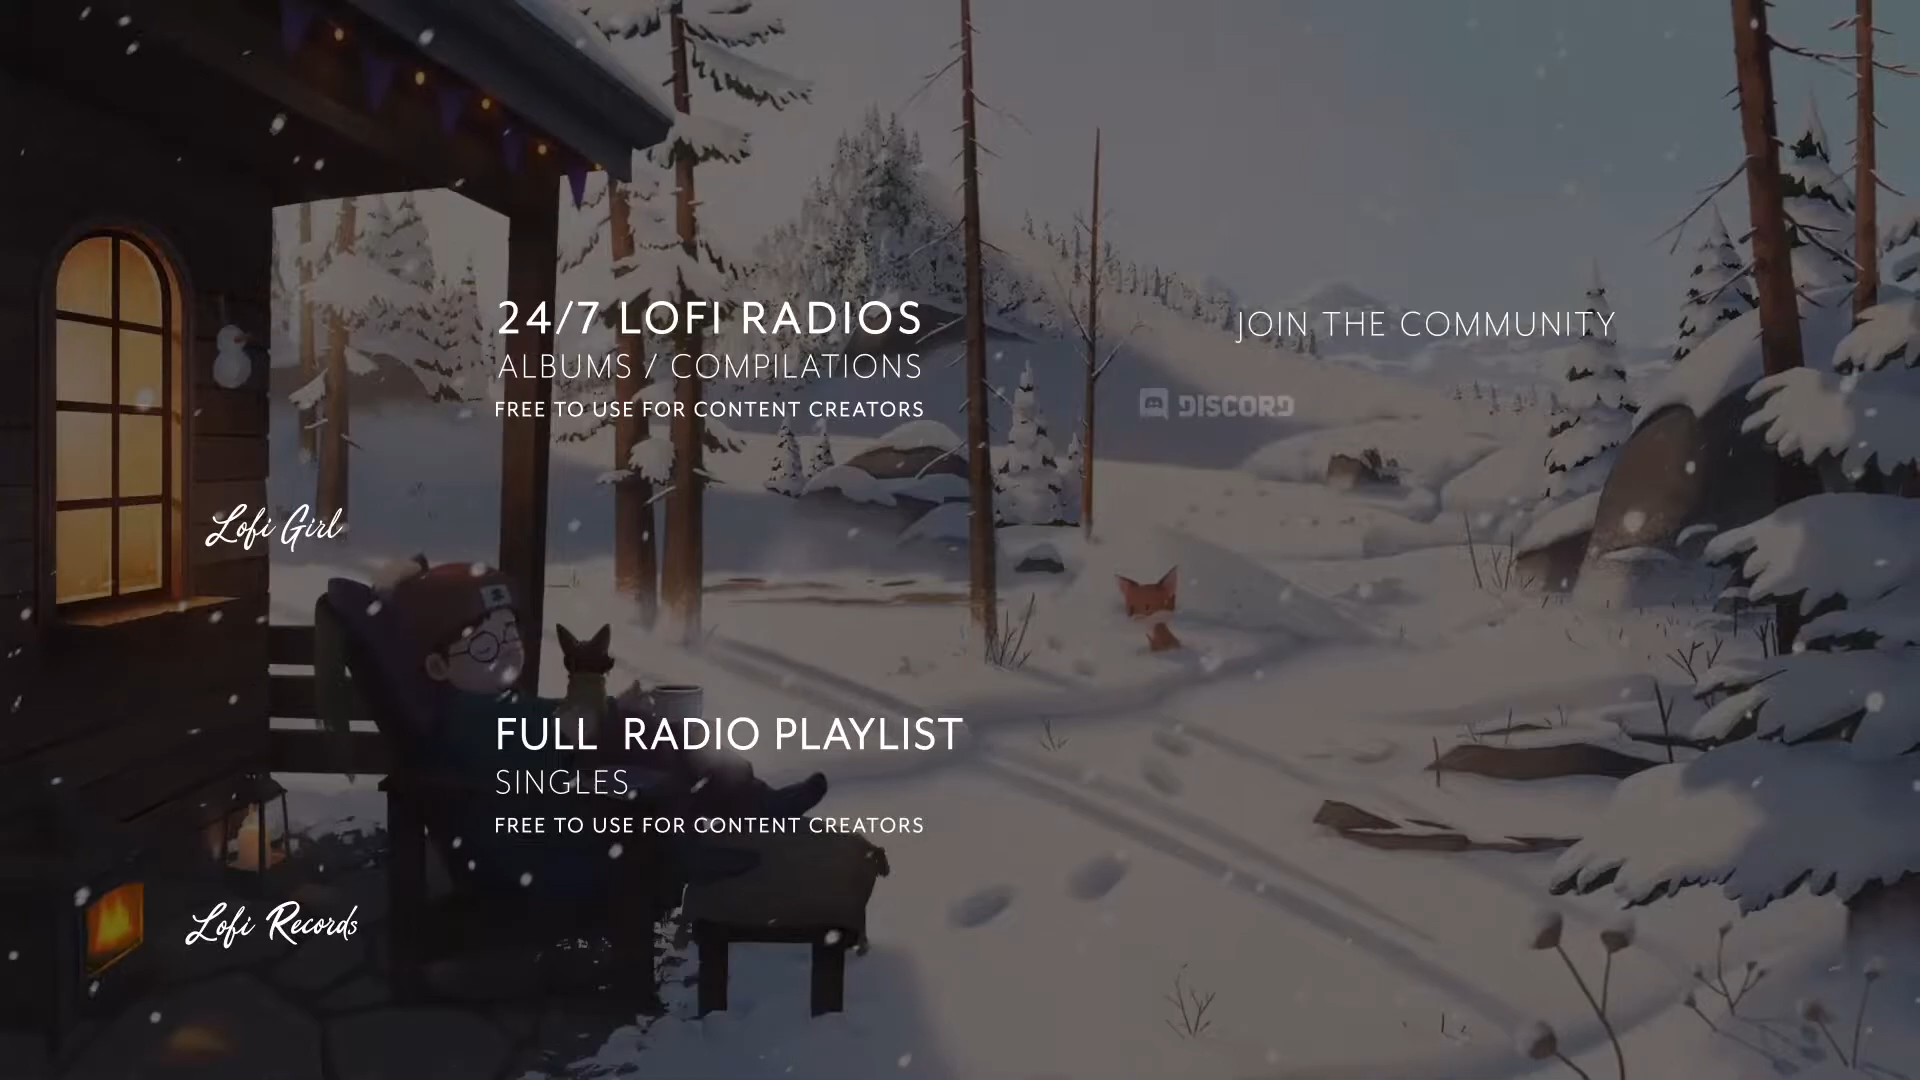 24/7 LOFI RADIOS
ALBUMS / COMPILATIONS
FREE TO USE FOR CONTENT CREATORS
JOIN THE COMMUNITY
DISCORD
Lofi Girl
FULL RADIO PLAYLIST
SINGLES
FREE TO USE FOR CONTENT CREATORS
Lofi Records